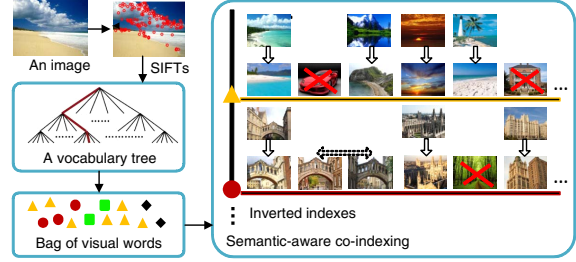 An image
SIFTs
......
...... ......
A vocabulary tree
Bag of visual words
...
...
Inverted indexes
Semantic-aware co-indexing